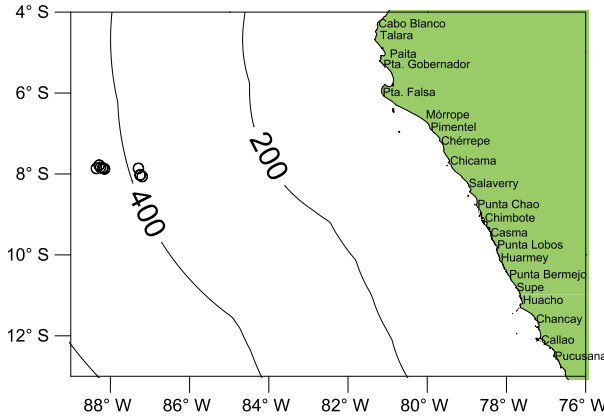 4° S
Cabo Blanco
Talara
Paita
Pta. Gobernador
6° S
Pta. Falsa
Mórrope
Pimentel
200
Chérrepe
Chicama
8° S
Salaverry
400
Punta Chao
Chimbote
Casma
Punta Lobos
10° S
Huarmey
Punta Bermejo
Supe
Huacho
Chancay
12° S
Callao
Pucusana
88° W
86° W
84° W
82° W
80° W
78° W
76° W